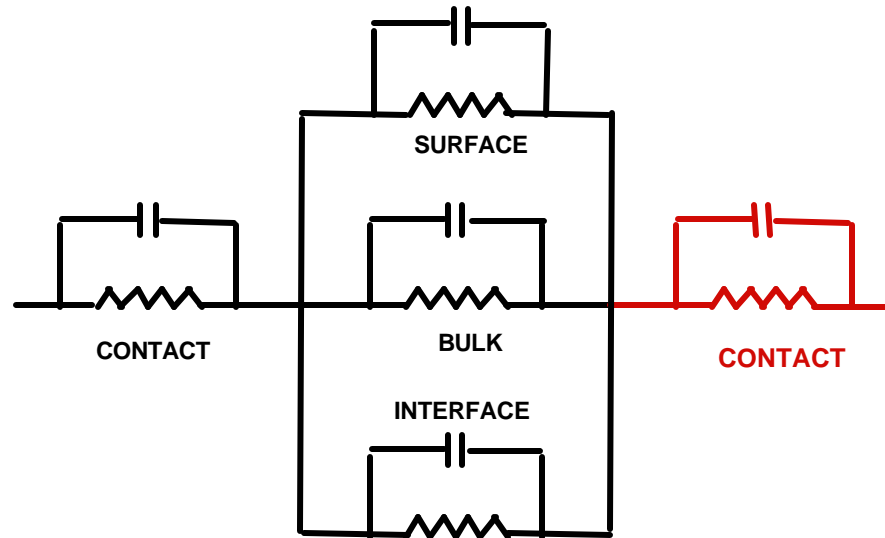 SURFACE
CONTACT
BULK
CONTACT
INTERFACE